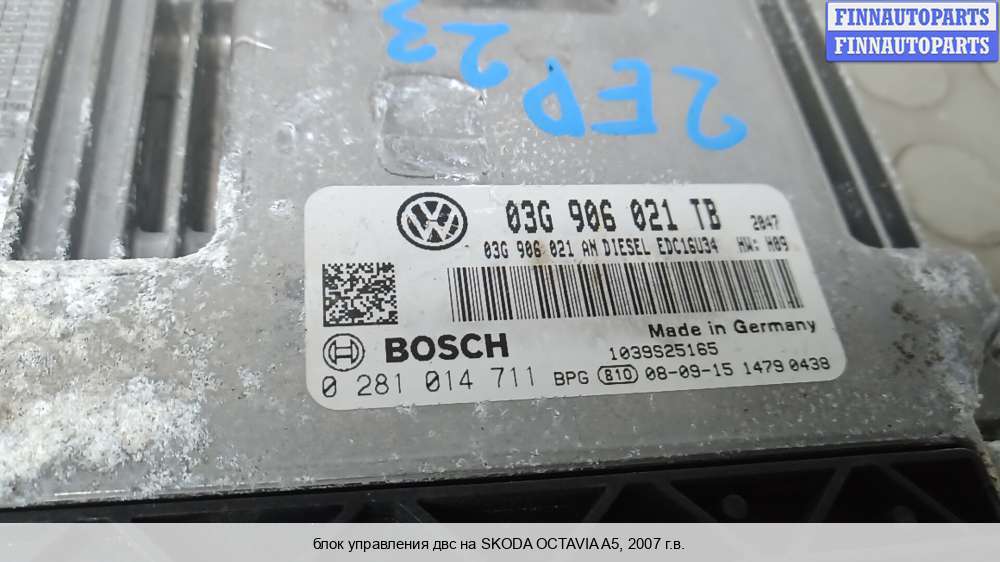 FINNAUTOPARTS
FINNAUTOPARTS
2EP23
VW
03G 906 021 TB 2047
03G 906 021 AN DIESEL EDC16U34 HW: H09
Made in Germany
BOSCH 1039S25165
0 281 014 711 BPG 810 08-09-15 1479 0438
блок управления двс на SKODA OCTAVIA A5, 2007 г.в.